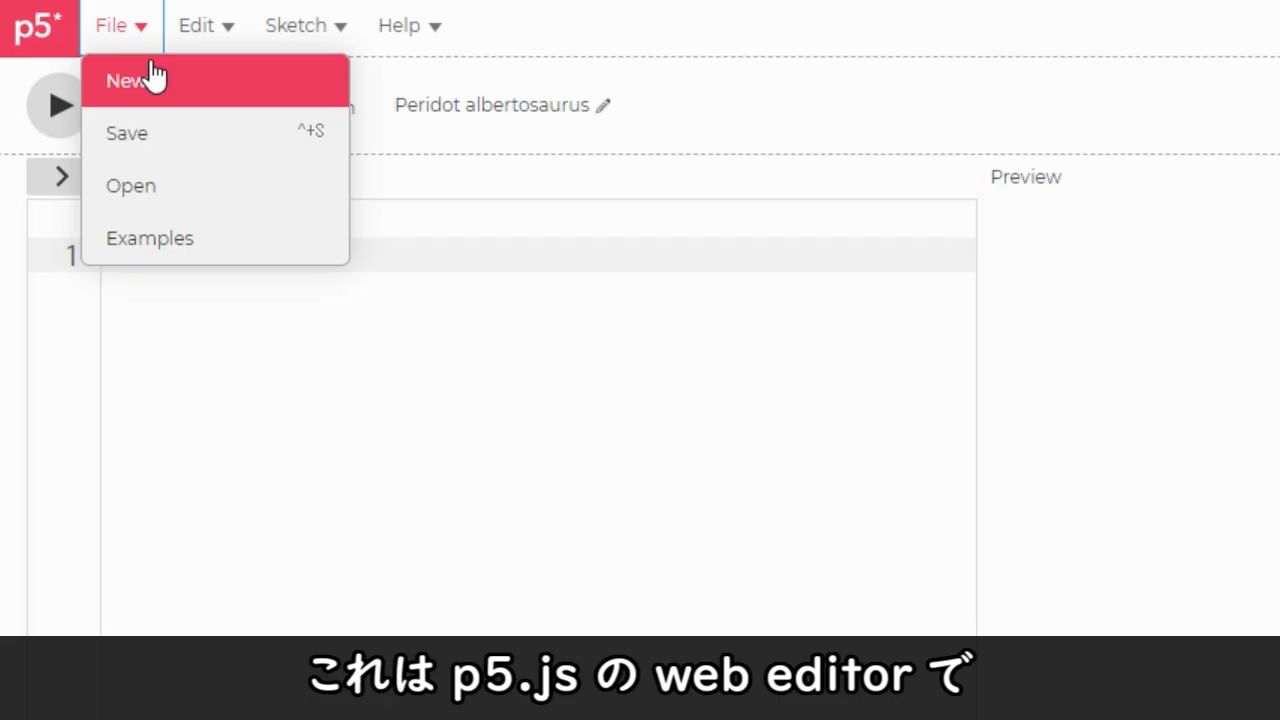 p5* File Edit Sketch Help
New
Peridot albertosaurus
Save ^+S
Preview
Open
Examples
1
これは p5.js の web editor で